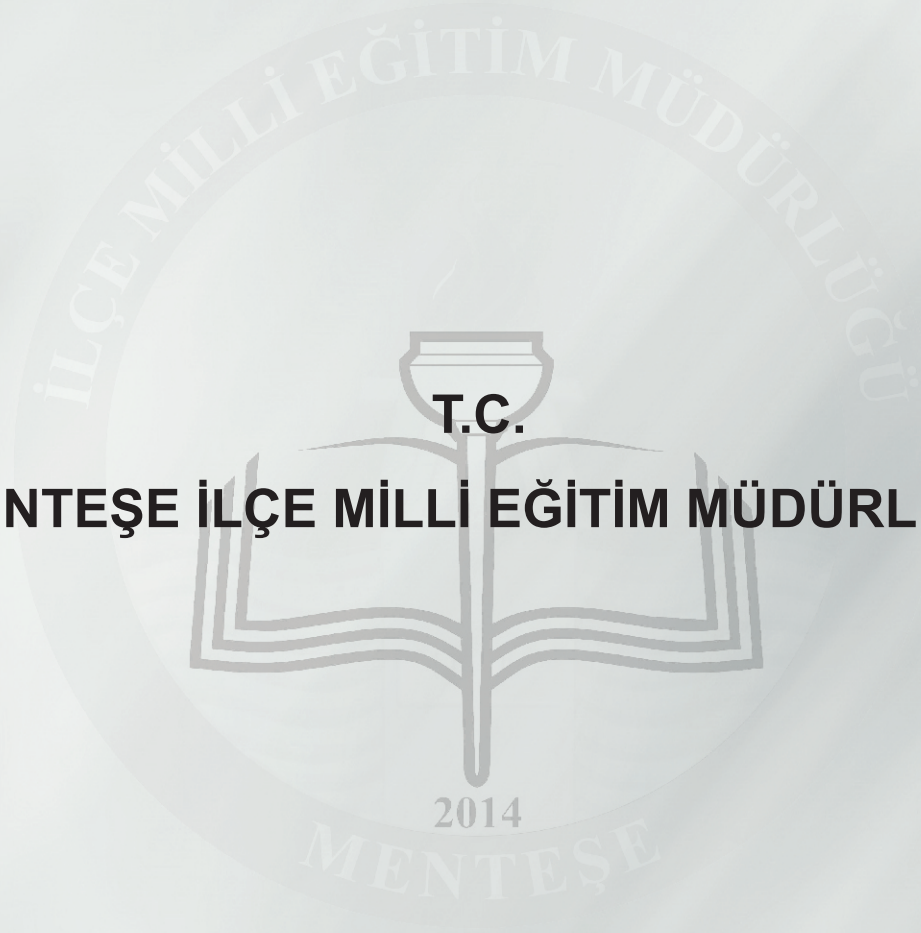 İLÇE MİLLİ EĞİTİM MÜDÜRLÜĞÜ
T.C.
NTEŞE İLÇE MİLLİ EĞİTİM MÜDÜRL
2014
MENTEŞE